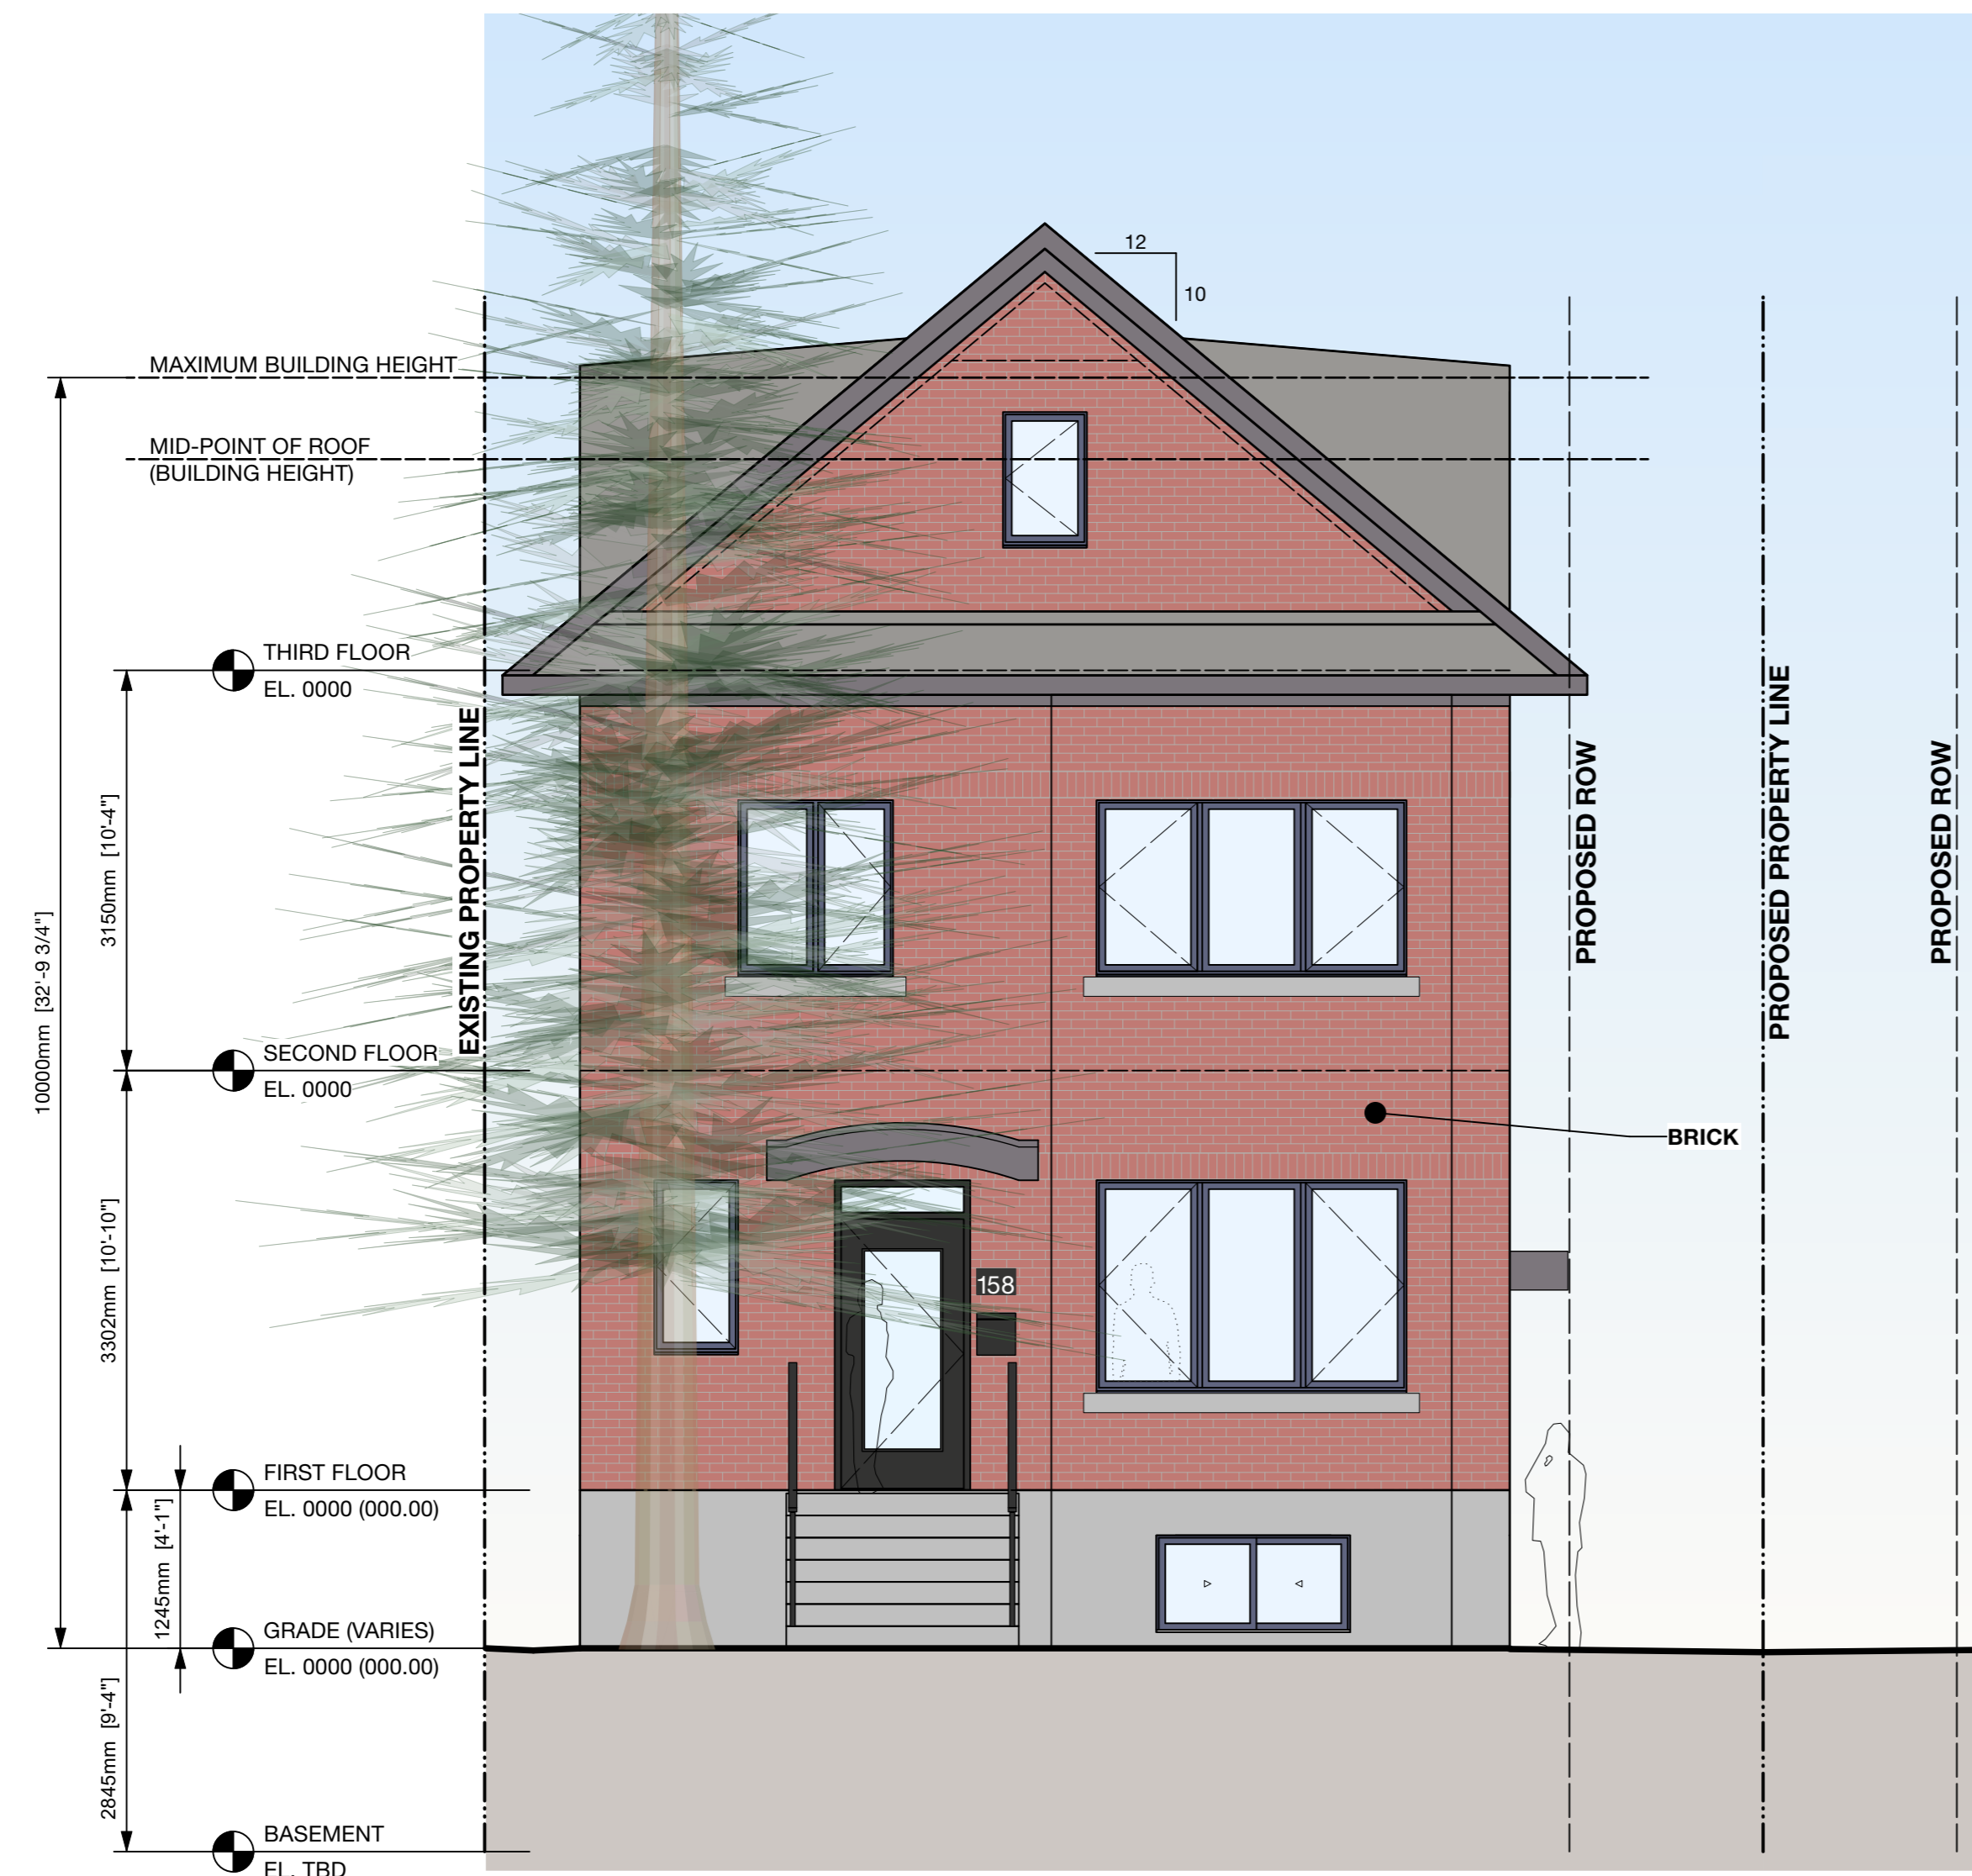 12
10
MAXIMUM BUILDING HEIGHT
MID-POINT OF ROOF
(BUILDING HEIGHT)
THIRD FLOOR
EL. 0000
EXISTING PROPERTY LINE
PROPOSED ROW
PROPOSED PROPERTY LINE
PROPOSED ROW
3150mm [10'-4"]
10000mm [32'-9 3/4"]
SECOND FLOOR
EL. 0000
BRICK
3302mm [10'-10"]
158
FIRST FLOOR
EL. 0000 (000.00)
1245mm [4'-1"]
GRADE (VARIES)
EL. 0000 (000.00)
2845mm [9'-4"]
BASEMENT
EL. TBD